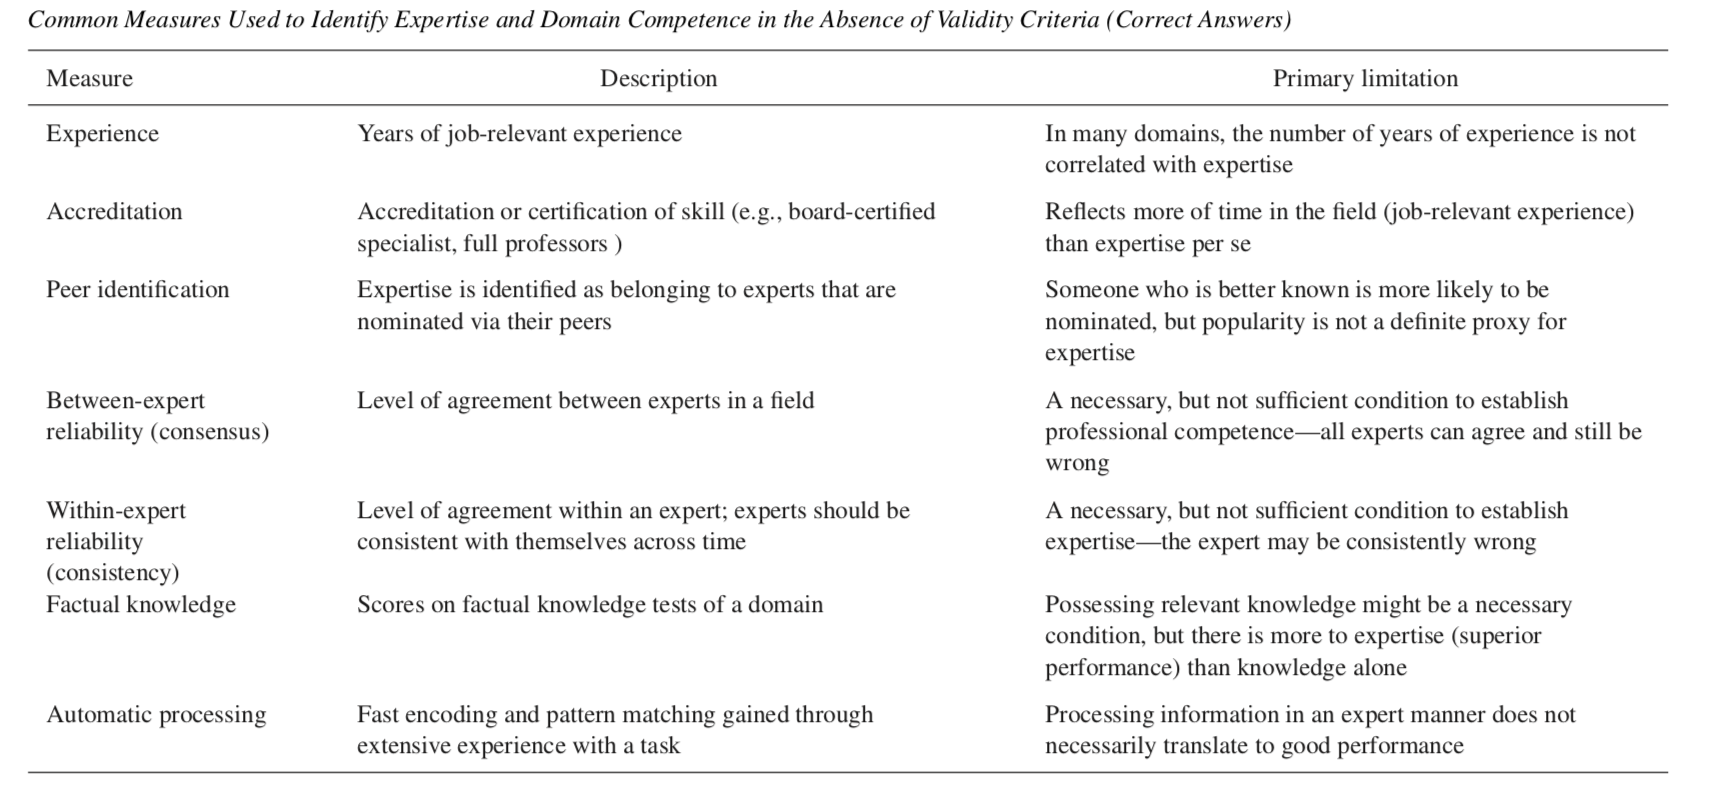 Common Measures Used to Identify Expertise and Domain Competence in the Absence of Validity Criteria (Correct Answers)
Measure Description Primary limitation
Experience Years of job-relevant experience In many domains, the number of years of experience is not
correlated with expertise
Accreditation Accreditation or certification of skill (e.g., board-certified Reflects more of time in the field (job-relevant experience)
specialist, full professors ) than expertise per se
Peer identification Expertise is identified as belonging to experts that are Someone who is better known is more likely to be
nominated via their peers nominated, but popularity is not a definite proxy for
expertise
Between-expert Level of agreement between experts in a field A necessary, but not sufficient condition to establish
reliability (consensus) professional competence—all experts can agree and still be
wrong
Within-expert Level of agreement within an expert; experts should be A necessary, but not sufficient condition to establish
reliability consistent with themselves across time expertise—the expert may be consistently wrong
(consistency)
Factual knowledge Scores on factual knowledge tests of a domain Possessing relevant knowledge might be a necessary
condition, but there is more to expertise (superior
performance) than knowledge alone
Automatic processing Fast encoding and pattern matching gained through Processing information in an expert manner does not
extensive experience with a task necessarily translate to good performance